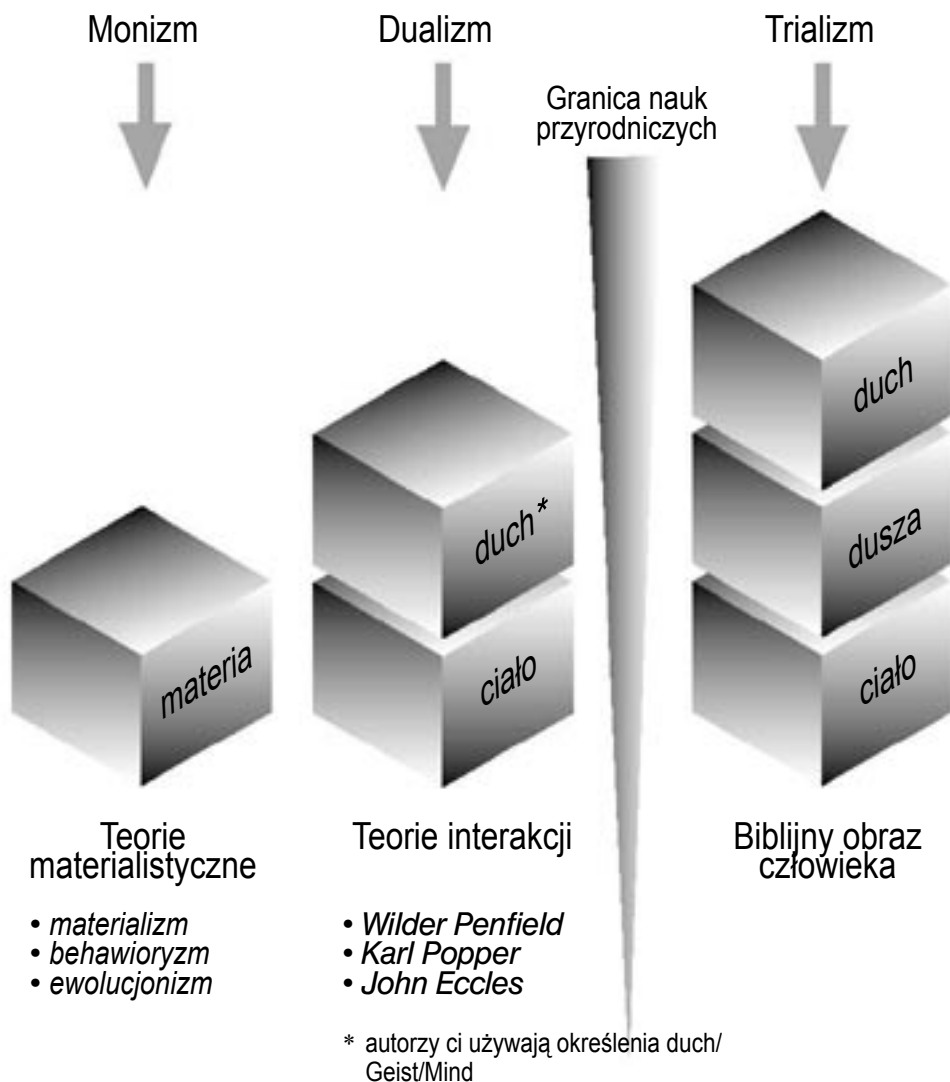 Monizm
Dualizm
Trializm
Granica nauk
przyrodniczych
materia
duch*
ciało
duch
dusza
ciało
Teorie
materialistyczne
• materializm
• behawioryzm
• ewolucjonizm
Teorie interakcji
• Wilder Penfield
• Karl Popper
• John Eccles
* autorzy ci używają określenia duch/
Geist/Mind
Biblijny obraz
człowieka